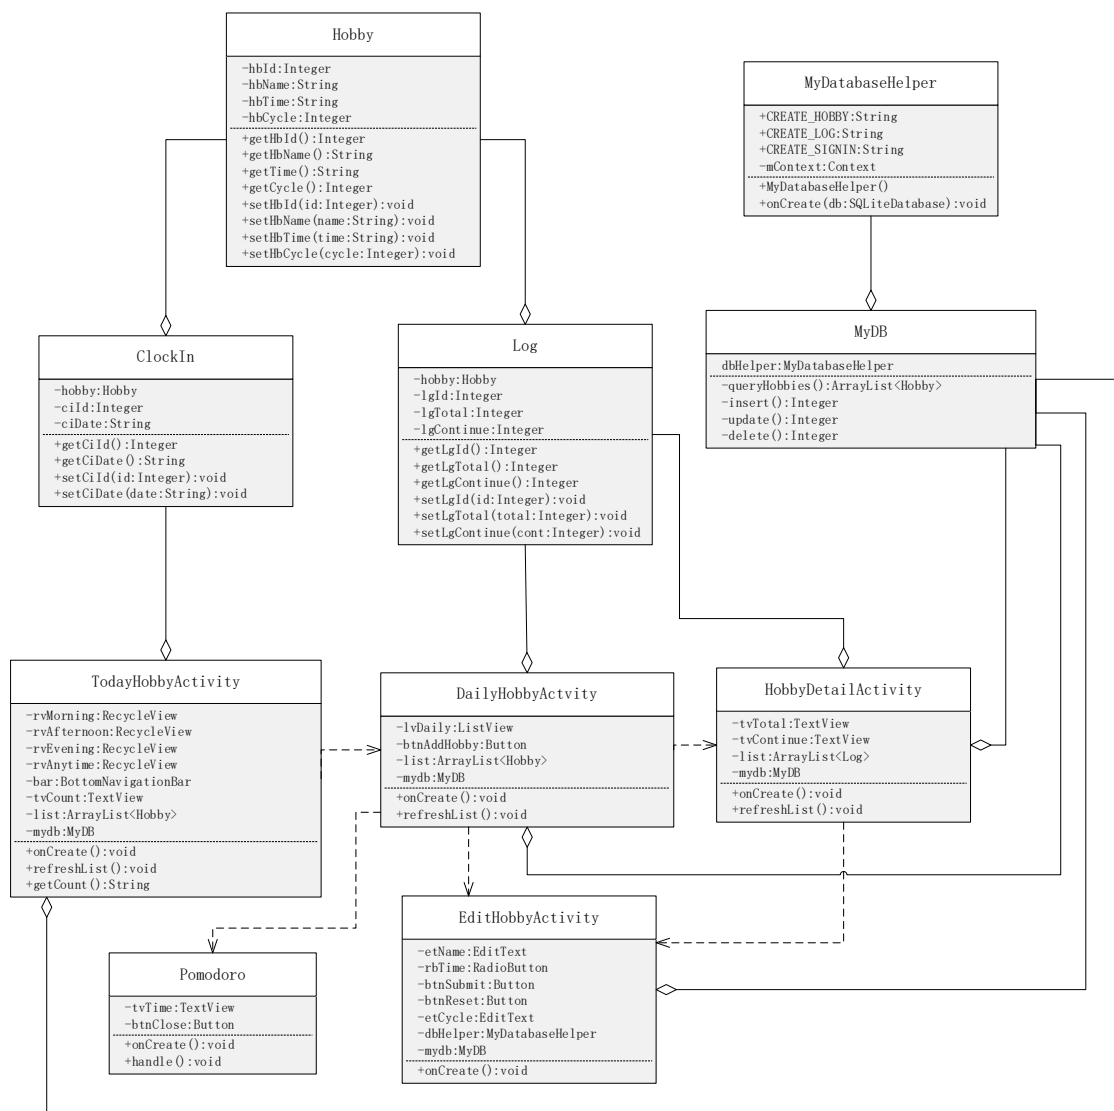 Hobby
-hbId:Integer
-hbName:String
-hbTime:String
-hbCycle:Integer
+getHbId():Integer
+getHbName():String
+getTime():String
+getCycle():Integer
+setHbId(id:Integer):void
+setHbName(name:String):void
+setHbTime(time:String):void
+setHbCycle(cycle:Integer):void
MyDatabaseHelper
+CREATE_HOBBY:String
+CREATE_LOG:String
+CREATE_SIGNIN:String
-mContext:Context
+MyDatabaseHelper()
+onCreate(db:SQLiteDatabase):void
ClockIn
-hobby:Hobby
-ciId:Integer
-ciDate:String
+getCiId():Integer
+getCiDate():String
+setCiId(id:Integer):void
+setCiDate(date:String):void
Log
-hobby:Hobby
-lgId:Integer
-lgTotal:Integer
-lgContinue:Integer
+getLgId():Integer
+getLgTotal():Integer
+getLgContinue():Integer
+setLgId(id:Integer):void
+setLgTotal(total:Integer):void
+setLgContinue(cont:Integer):void
MyDB
dbHelper:MyDatabaseHelper
-queryHobbies():ArrayList<Hobby>
-insert():Integer
-update():Integer
-delete():Integer
TodayHobbyActivity
-rvMorning:RecycleView
-rvAfternoon:RecycleView
-rvEvening:RecycleView
-rvAnytime:RecycleView
-bar:BottomNavigationBar
-tvCount:TextView
-list:ArrayList<Hobby>
-mydb:MyDB
+onCreate():void
+refreshList():void
+getCount():String
DailyHobbyActvity
-lvDaily:ListView
-btnAddHobby:Button
-list:ArrayList<Hobby>
-mydb:MyDB
+onCreate():void
+refreshList():void
HobbyDetailActivity
-tvTotal:TextView
-tvContinue:TextView
-list:ArrayList<Log>
-mydb:MyDB
+onCreate():void
+refreshList():void
Pomodoro
-tvTime:TextView
-btnClose:Button
+onCreate():void
+handle():void
EditHobbyActivity
-etName:EditText
-rbTime:RadioButton
-btnSubmit:Button
-btnReset:Button
-etCycle:EditText
-dbHelper:MyDatabaseHelper
-mydb:MyDB
+onCreate():void